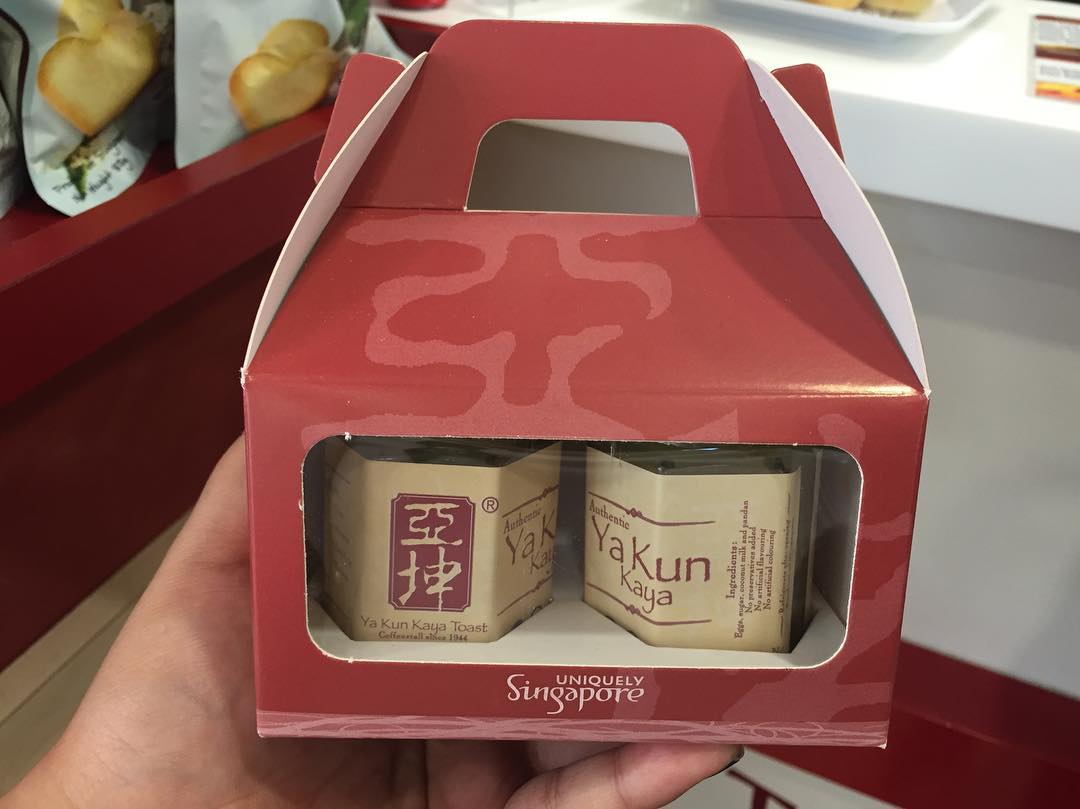 亞
坤
®
Ya Kun Kaya Toast
Coffeestall since 1944
Authentic
Ya K
Authentic
Ya Kun
Kaya
Ingredients:
Eggs, sugar, coconut milk and pandan
No preservatives added
No artificial flavouring
No artificial colouring
UNIQUELY
Singapore